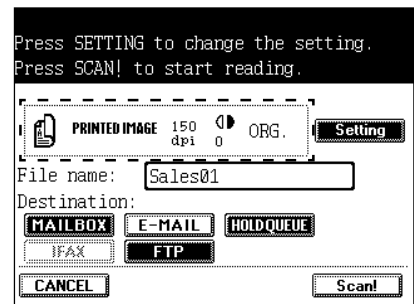 Press SETTING to change the setting.
Press SCAN! to start reading.
PRINTED IMAGE 150 dpi 0 ORG. Setting
File name: Sales01
Destination:
MAILBOX E-MAIL HOLDQUEUE
IFAX FTP
CANCEL Scan!